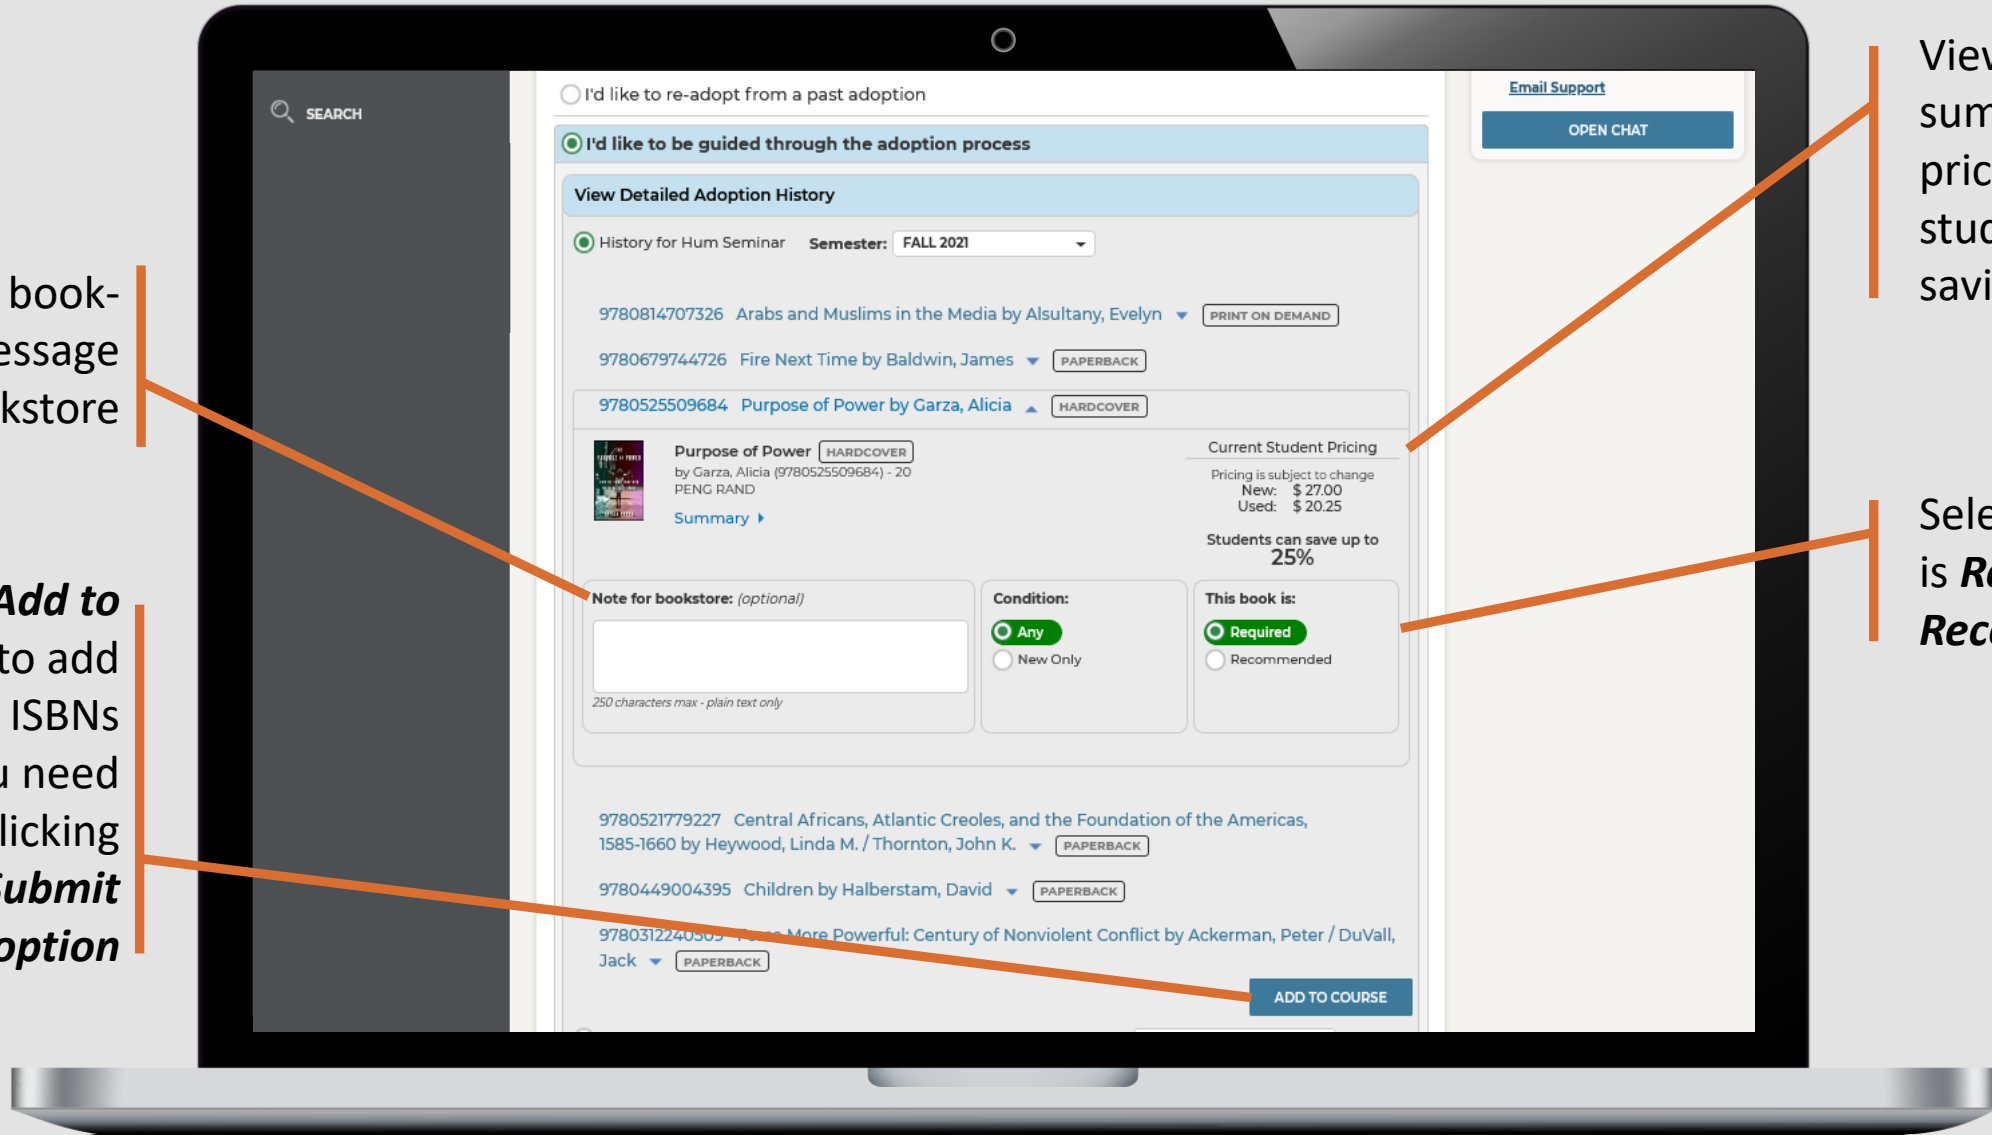 SEARCH
I'd like to re-adopt from a past adoption
I'd like to be guided through the adoption process
View Detailed Adoption History
History for Hum Seminar Semester: FALL 2021
9780814707326 Arabs and Muslims in the Media by Alsultany, Evelyn PRINT ON DEMAND
9780679744726 Fire Next Time by Baldwin, James PAPERBACK
9780525509684 Purpose of Power by Garza, Alicia HARDCOVER
Purpose of Power HARDCOVER
by Garza, Alicia (9780525509684) - 20
PENG RAND
Summary
Current Student Pricing
Pricing is subject to change
New: $ 27.00
Used: $ 20.25
Students can save up to
25%
Note for bookstore: (optional)
250 characters max - plain text only
Condition:
Any
New Only
This book is:
Required
Recommended
9780521779227 Central Africans, Atlantic Creoles, and the Foundation of the Americas,
1585-1660 by Heywood, Linda M. / Thornton, John K. PAPERBACK
9780449004395 Children by Halberstam, David PAPERBACK
9780312240509 More Powerful: Century of Nonviolent Conflict by Ackerman, Peter / DuVall,
Jack PAPERBACK
ADD TO COURSE
Email Support
OPEN CHAT
book-
essage
kstore
Add to
to add
ISBNs
u need
licking
Submit
option
View
sum
pric
stud
savi
Sele
is Re
Reco